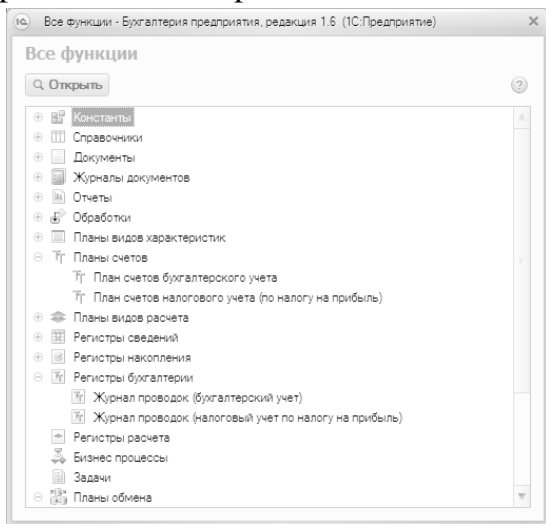 Все функции - Бухгалтерия предприятия, редакция 1.6 (1С:Предприятие)
Все функции
Открыть
Константы
Справочники
Документы
Журналы документов
Отчеты
Обработки
Планы видов характеристик
Планы счетов
План счетов бухгалтерского учета
План счетов налогового учета (по налогу на прибыль)
Планы видов расчета
Регистры сведений
Регистры накопления
Регистры бухгалтерии
Журнал проводок (бухгалтерский учет)
Журнал проводок (налоговый учет по налогу на прибыль)
Регистры расчета
Бизнес процессы
Задачи
Планы обмена